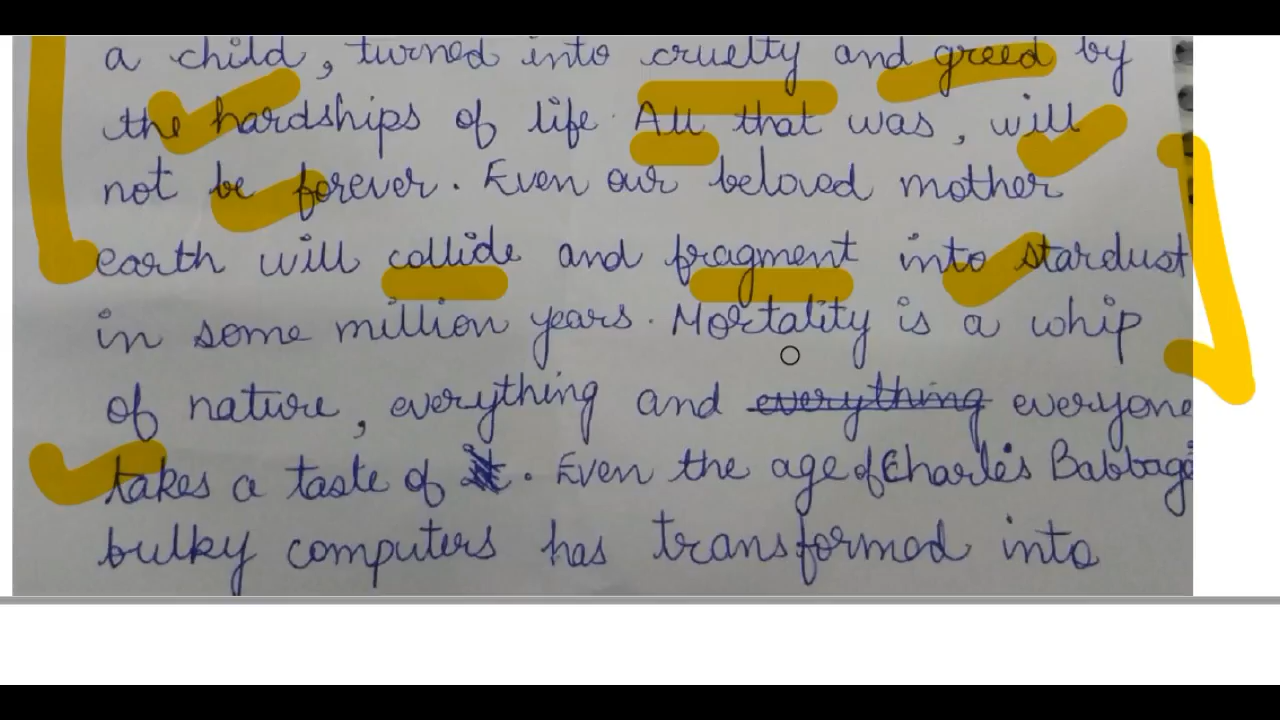 a child, turned into cruelty and greed by
the hardships of life. All that was, will
not be forever. Even our beloved mother
earth will collide and fragment into stardust
in some million years. Mortality is a whip
of nature, everything and everything everyone
takes a taste of it. Even the age of Charle's Babbage
bulky computers has transformed into